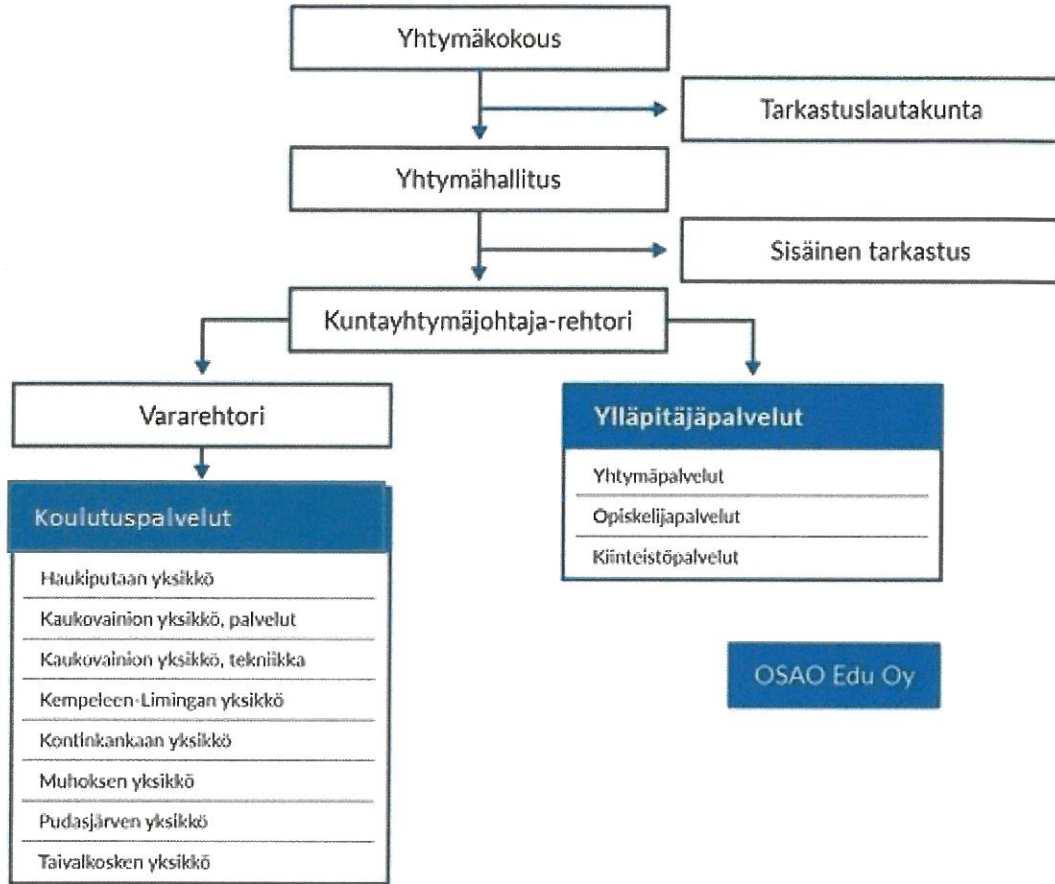 Yhtymäkokous
Tarkastuslautakunta
Yhtymähallitus
Sisäinen tarkastus
Kuntayhtymäjohtaja-rehtori
Vararehtori
Ylläpitäjäpalvelut
Yhtymäpalvelut
Opiskelijapalvelut
Kiinteistöpalvelut
Koulutuspalvelut
Haukiputaan yksikkö
Kaukovainion yksikkö, palvelut
Kaukovainion yksikkö, tekniikka
Kempeleen-Limingan yksikkö
Kontinkankaan yksikkö
Muhoksen yksikkö
Pudasjärven yksikkö
Taivalkosken yksikkö
OSAO Edu Oy